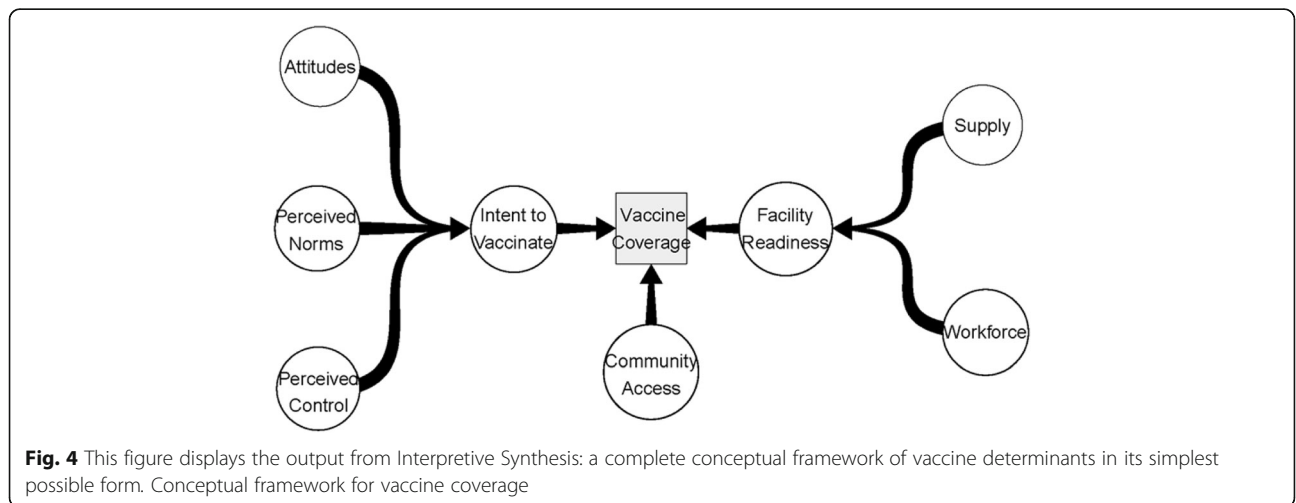 Attitudes
Perceived
Norms
Perceived
Control
Intent to
Vaccinate
Vaccine
Coverage
Community
Access
Facility
Readiness
Supply
Workforce
Fig. 4 This figure displays the output from Interpretive Synthesis: a complete conceptual framework of vaccine determinants in its simplest
possible form. Conceptual framework for vaccine coverage